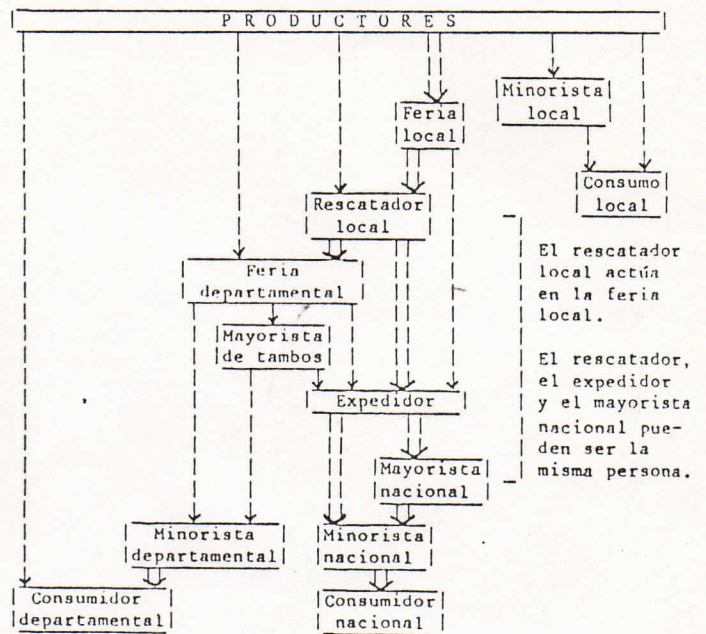 PRODUCTORES
Minorista
local
Feria
local
Consumo
local
Rescatador
local
El rescatador
local actúa
en la feria
local.
Feria
departamental
Mayorista
de tambos
El rescatador,
el expedidor
y el mayorista
nacional pue-
den ser la
misma persona.
Expedidor
Mayorista
nacional
Minorista
departamental
Minorista
nacional
Consumidor
departamental
Consumidor
nacional